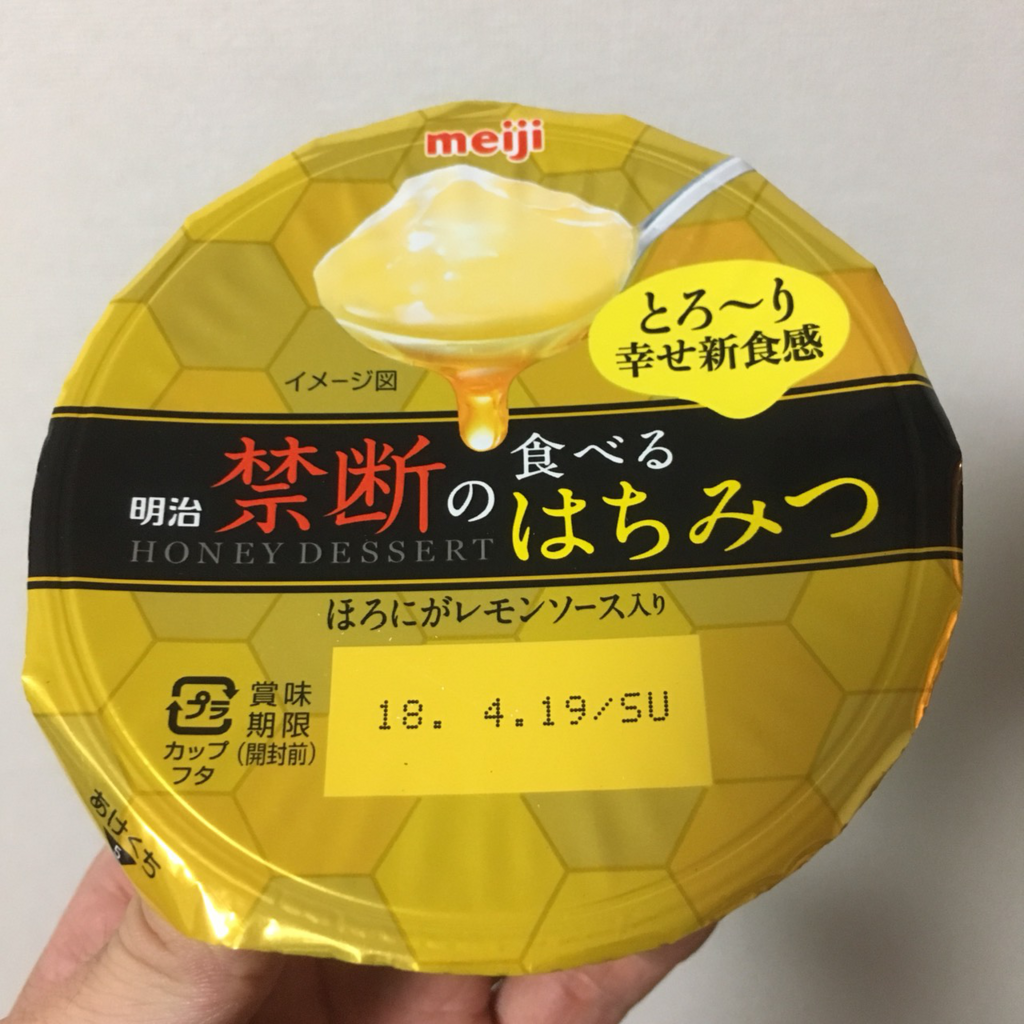 meiji
とろ〜り
幸せ新食感
イメージ図
明治 禁断の食べるはちみつ
HONEY DESSERT
ほろにがレモンソース入り
プラ
カップ
フタ
賞味
期限
(開封前)
18. 4.19/SU
あけくち
5